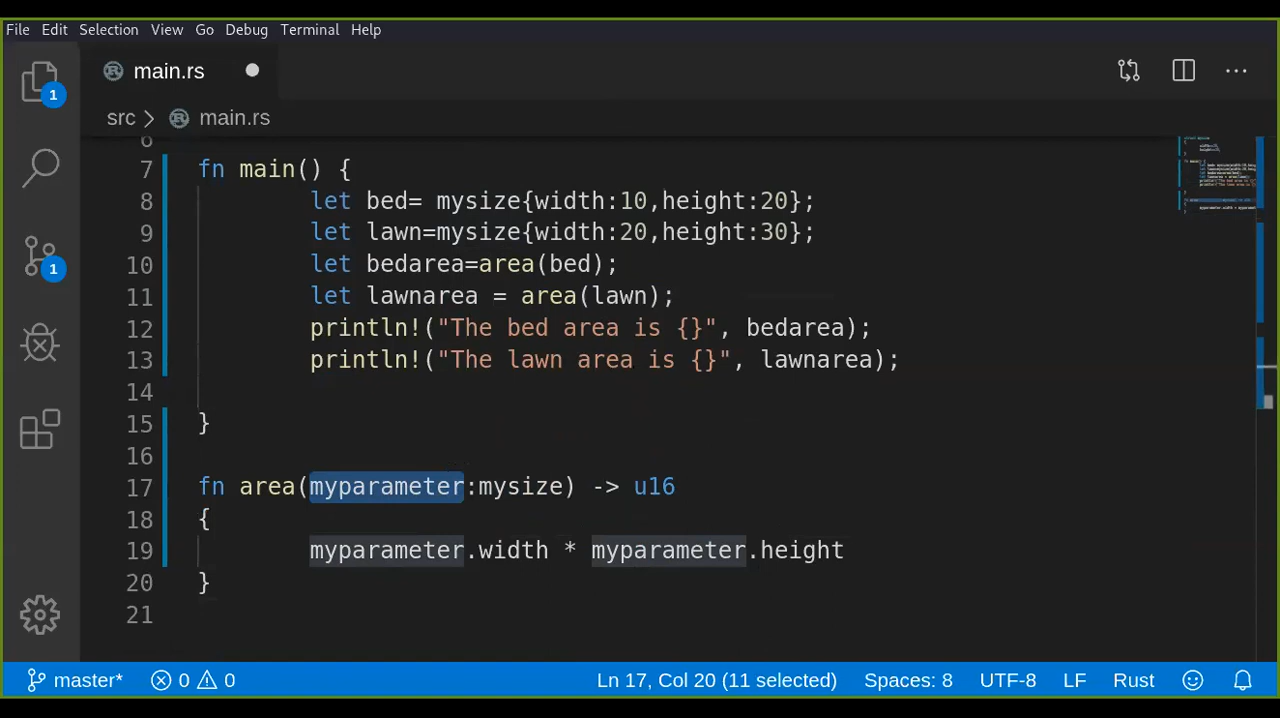 File Edit Selection View Go Debug Terminal Help
main.rs
1
src > main.rs
6
7 fn main() {
8 let bed= mysize{width:10,height:20};
9 let lawn=mysize{width:20,height:30};
10 let bedarea=area(bed);
11 let lawnarea = area(lawn);
12 println!("The bed area is {}", bedarea);
13 println!("The lawn area is {}", lawnarea);
14
15 }
16
17 fn area(myparameter:mysize) -> u16
18 {
19 myparameter.width * myparameter.height
20 }
21
1
master* 0 0 Ln 17, Col 20 (11 selected) Spaces: 8 UTF-8 LF Rust